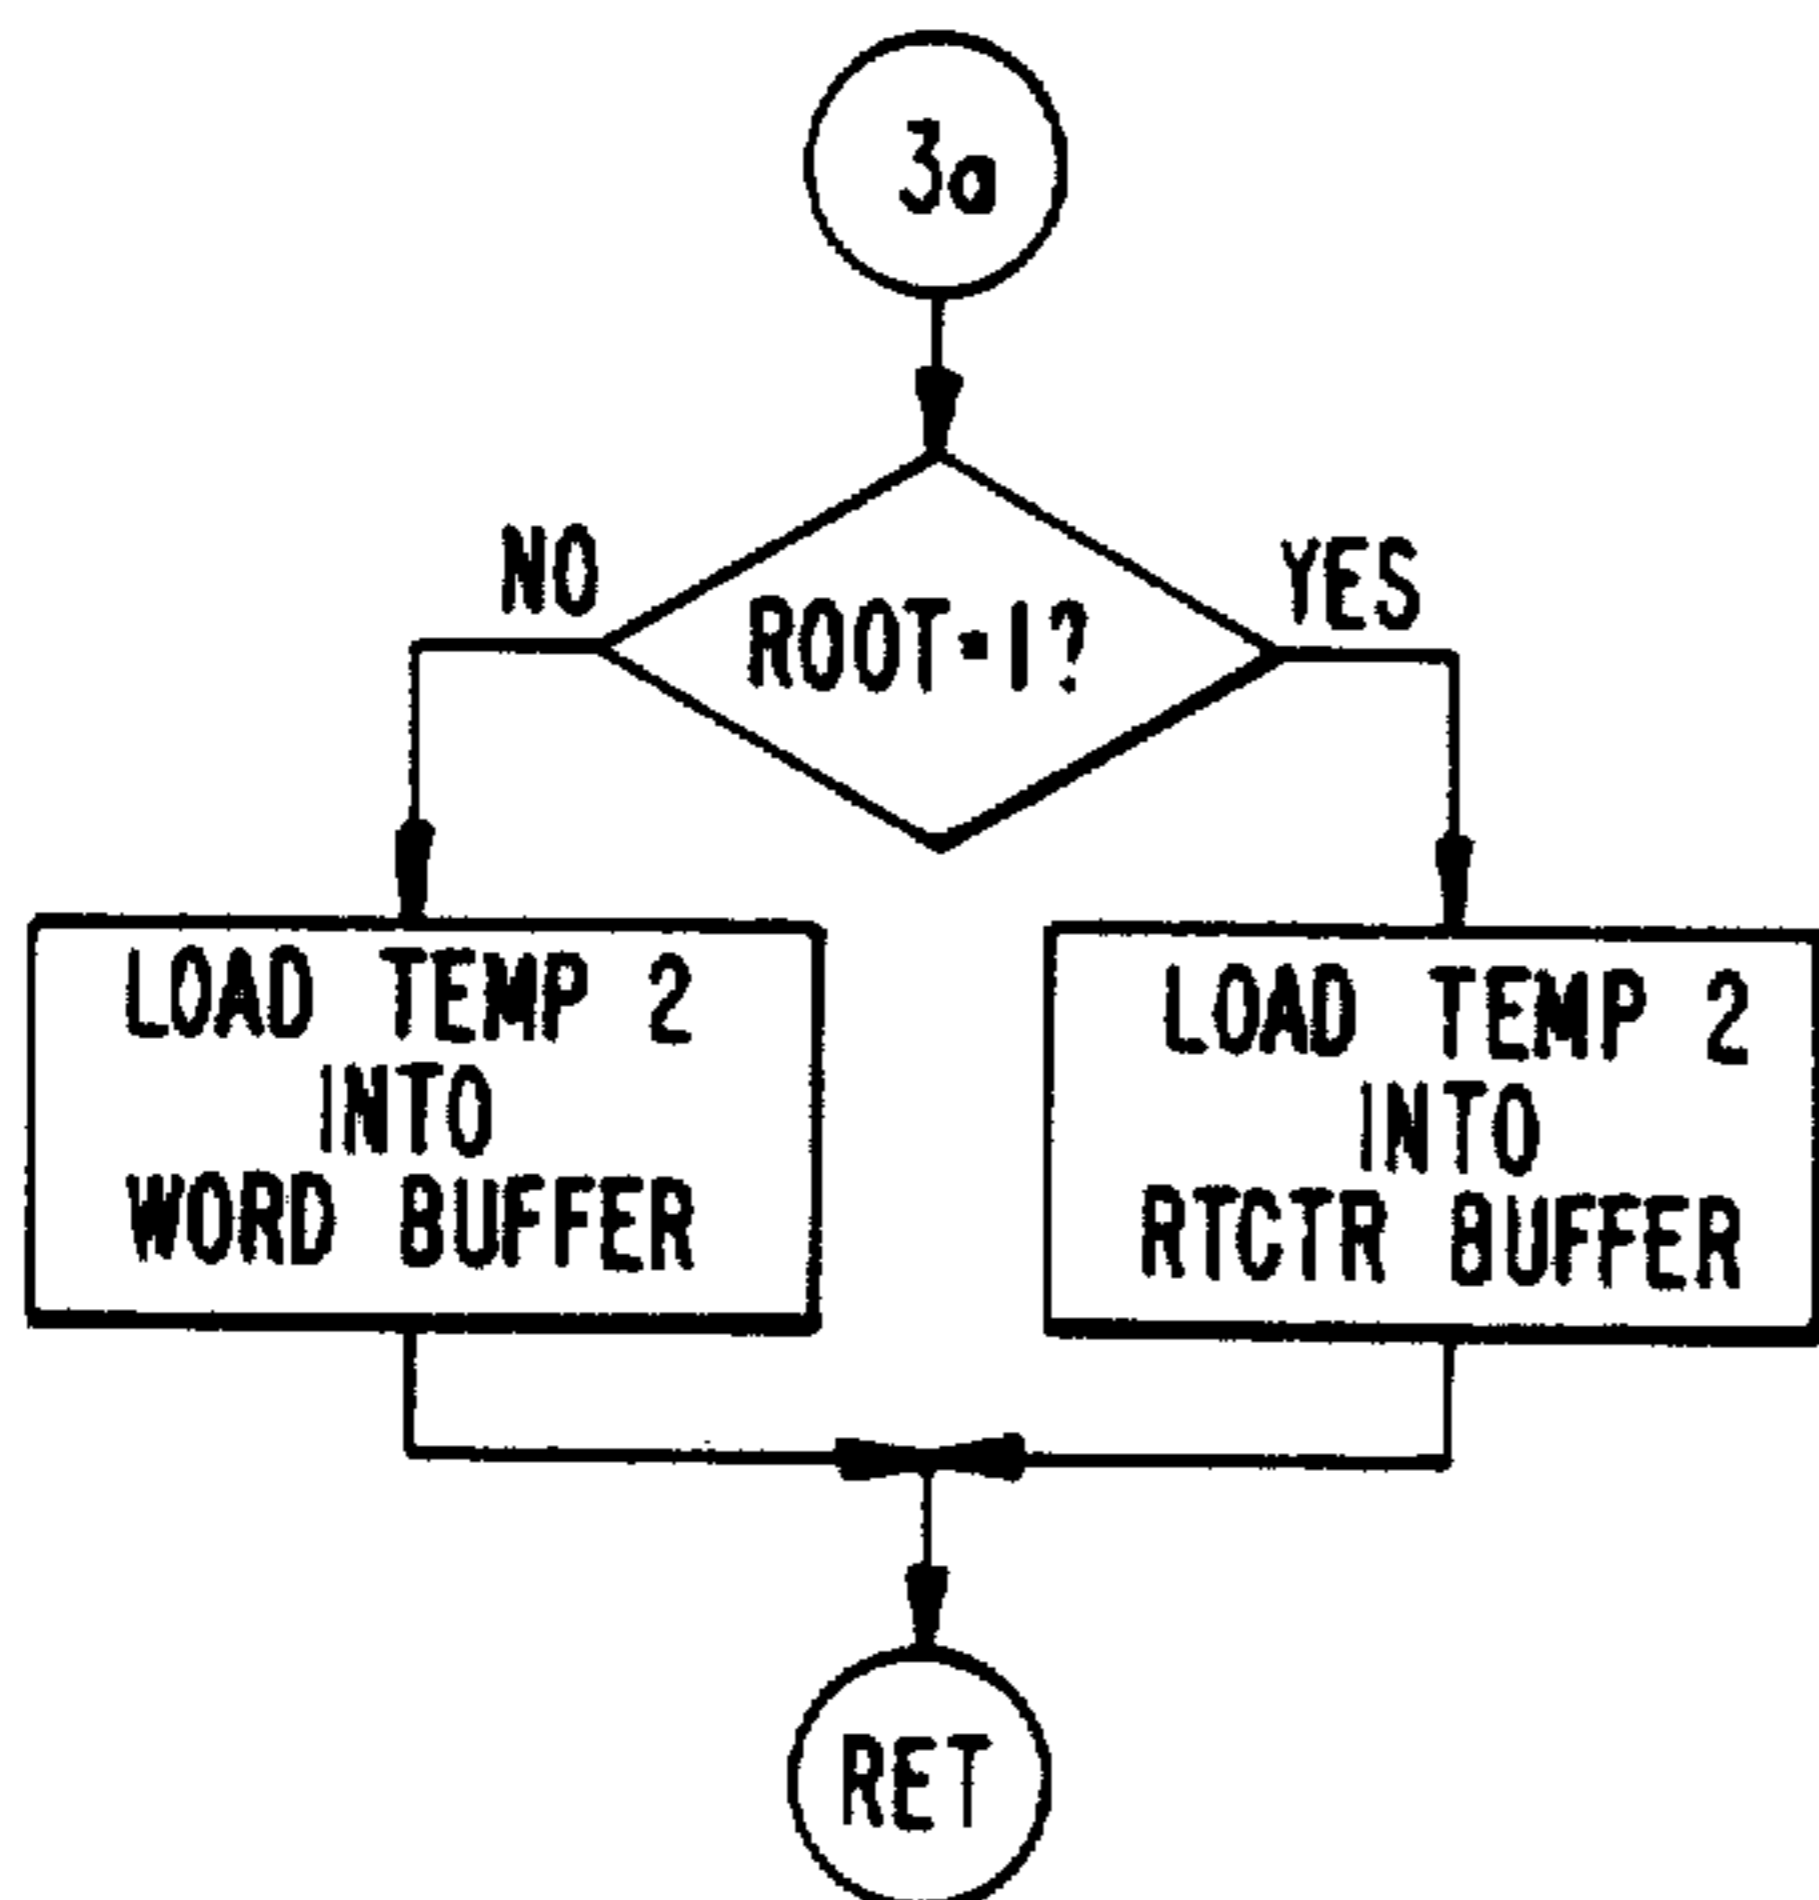 3a
NO
YES
ROOT=1?
LOAD TEMP 2
INTO
WORD BUFFER
LOAD TEMP 2
INTO
RTCTR BUFFER
RET